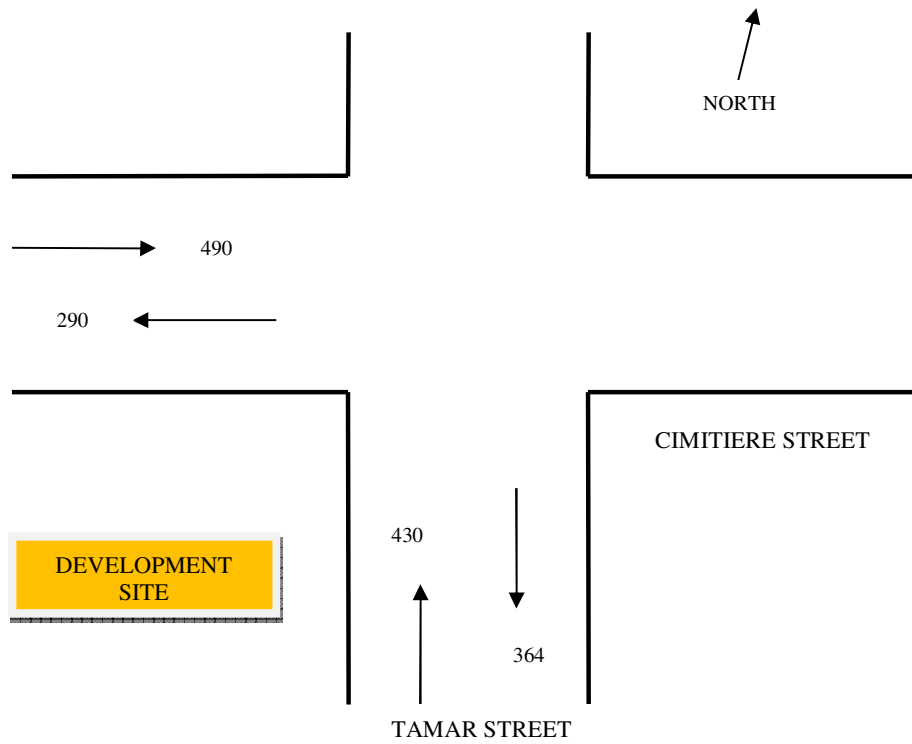 NORTH
490
290
CIMITIERE STREET
430
DEVELOPMENT
SITE
364
TAMAR STREET